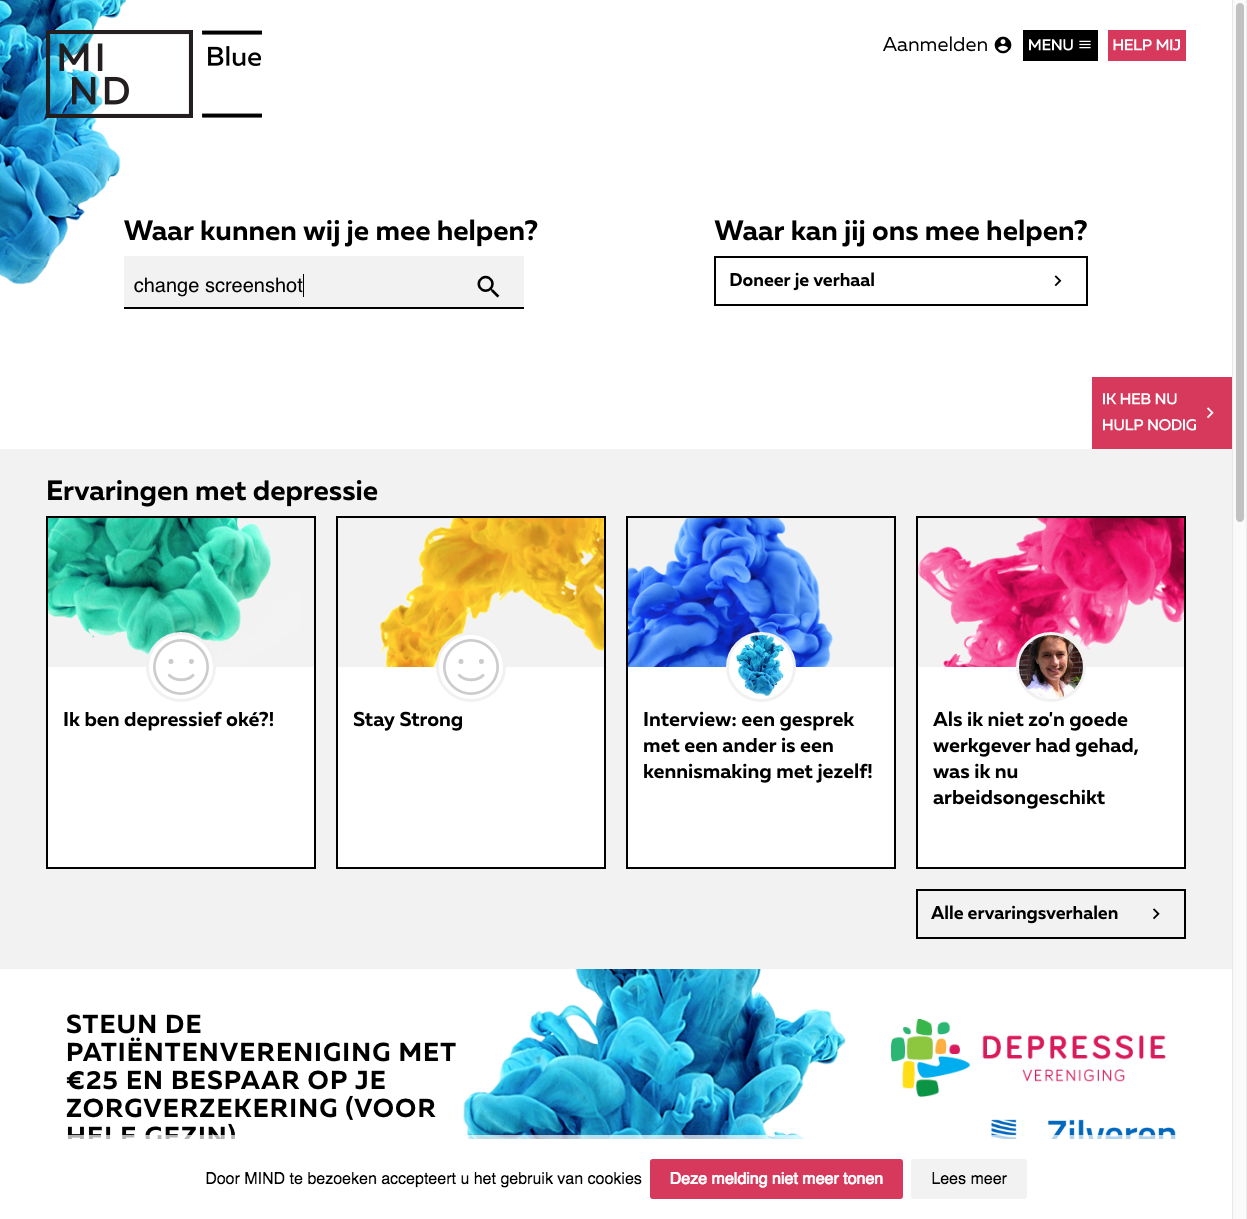 MI
ND
Blue
Aanmelden
MENU
HELP MIJ
Waar kunnen wij je mee helpen?
change screenshot
Waar kan jij ons mee helpen?
Doneer je verhaal
IK HEB NU
HULP NODIG
Ervaringen met depressie
Ik ben depressief oké?!
Stay Strong
Interview: een gesprek
met een ander is een
kennismaking met jezelf!
Als ik niet zo'n goede
werkgever had gehad,
was ik nu
arbeidsongeschikt
Alle ervaringsverhalen
STEUN DE
PATIËNTENVERENIGING MET
€25 EN BESPAAR OP JE
ZORGVERZEKERING (VOOR
HELE GEZIN)
DEPRESSIE
VERENIGING
Zilveren
Door MIND te bezoeken accepteert u het gebruik van cookies
Deze melding niet meer tonen
Lees meer